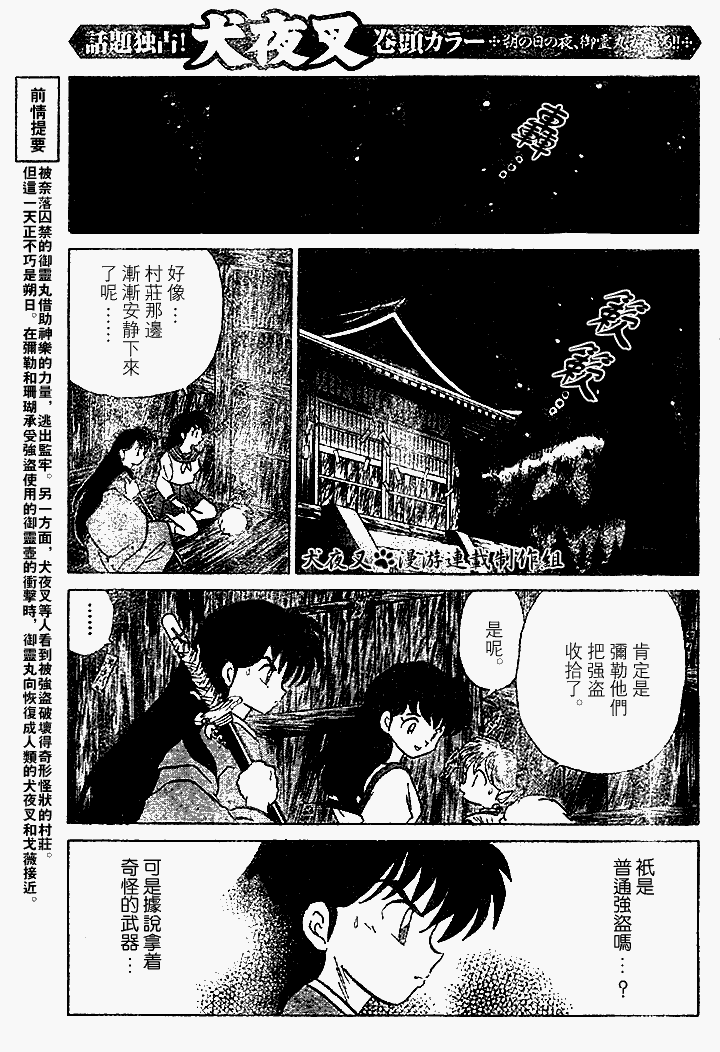 話題独占!
犬夜叉
巻頭カラー
朔の日の夜、御霊丸
前情提要
被奈落囚禁的御靈丸借助神樂的力量，逃出監牢。另一方面，犬夜叉等人看到被強盜破壞得奇形怪狀的村莊。
但這一天正不巧是朔日。在彌勒和珊瑚承受強盜使用的御靈壺的衝擊時，御靈丸向恢復成人類的犬夜叉和戈薇接近。
轟…
歘
歘…
好像…
村莊那邊
漸漸安静下來
了呢……
犬夜叉漫游連載制作組
肯定是
彌勒他們
把强盗
收拾了。
是呢。
……
衹是
普通強盜嗎…？
可是據說拿着
奇怪的武器…